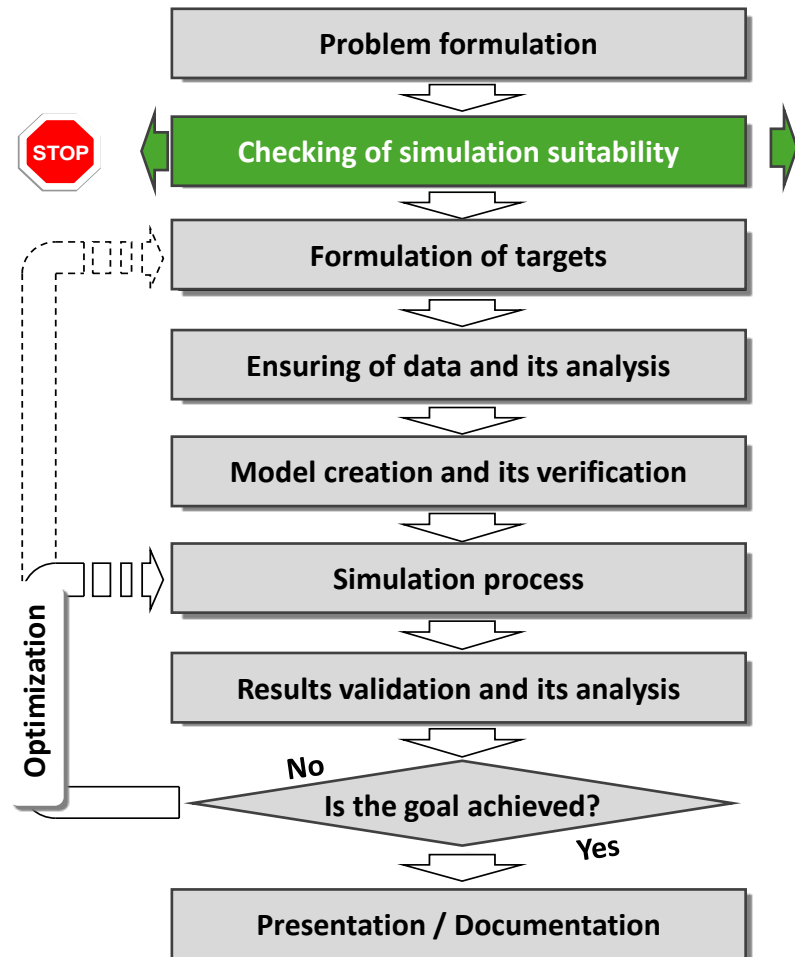 Problem formulation
STOP
Checking of simulation suitability
Formulation of targets
Ensuring of data and its analysis
Model creation and its verification
Simulation process
Optimization
Results validation and its analysis
No
Is the goal achieved?
Yes
Presentation / Documentation